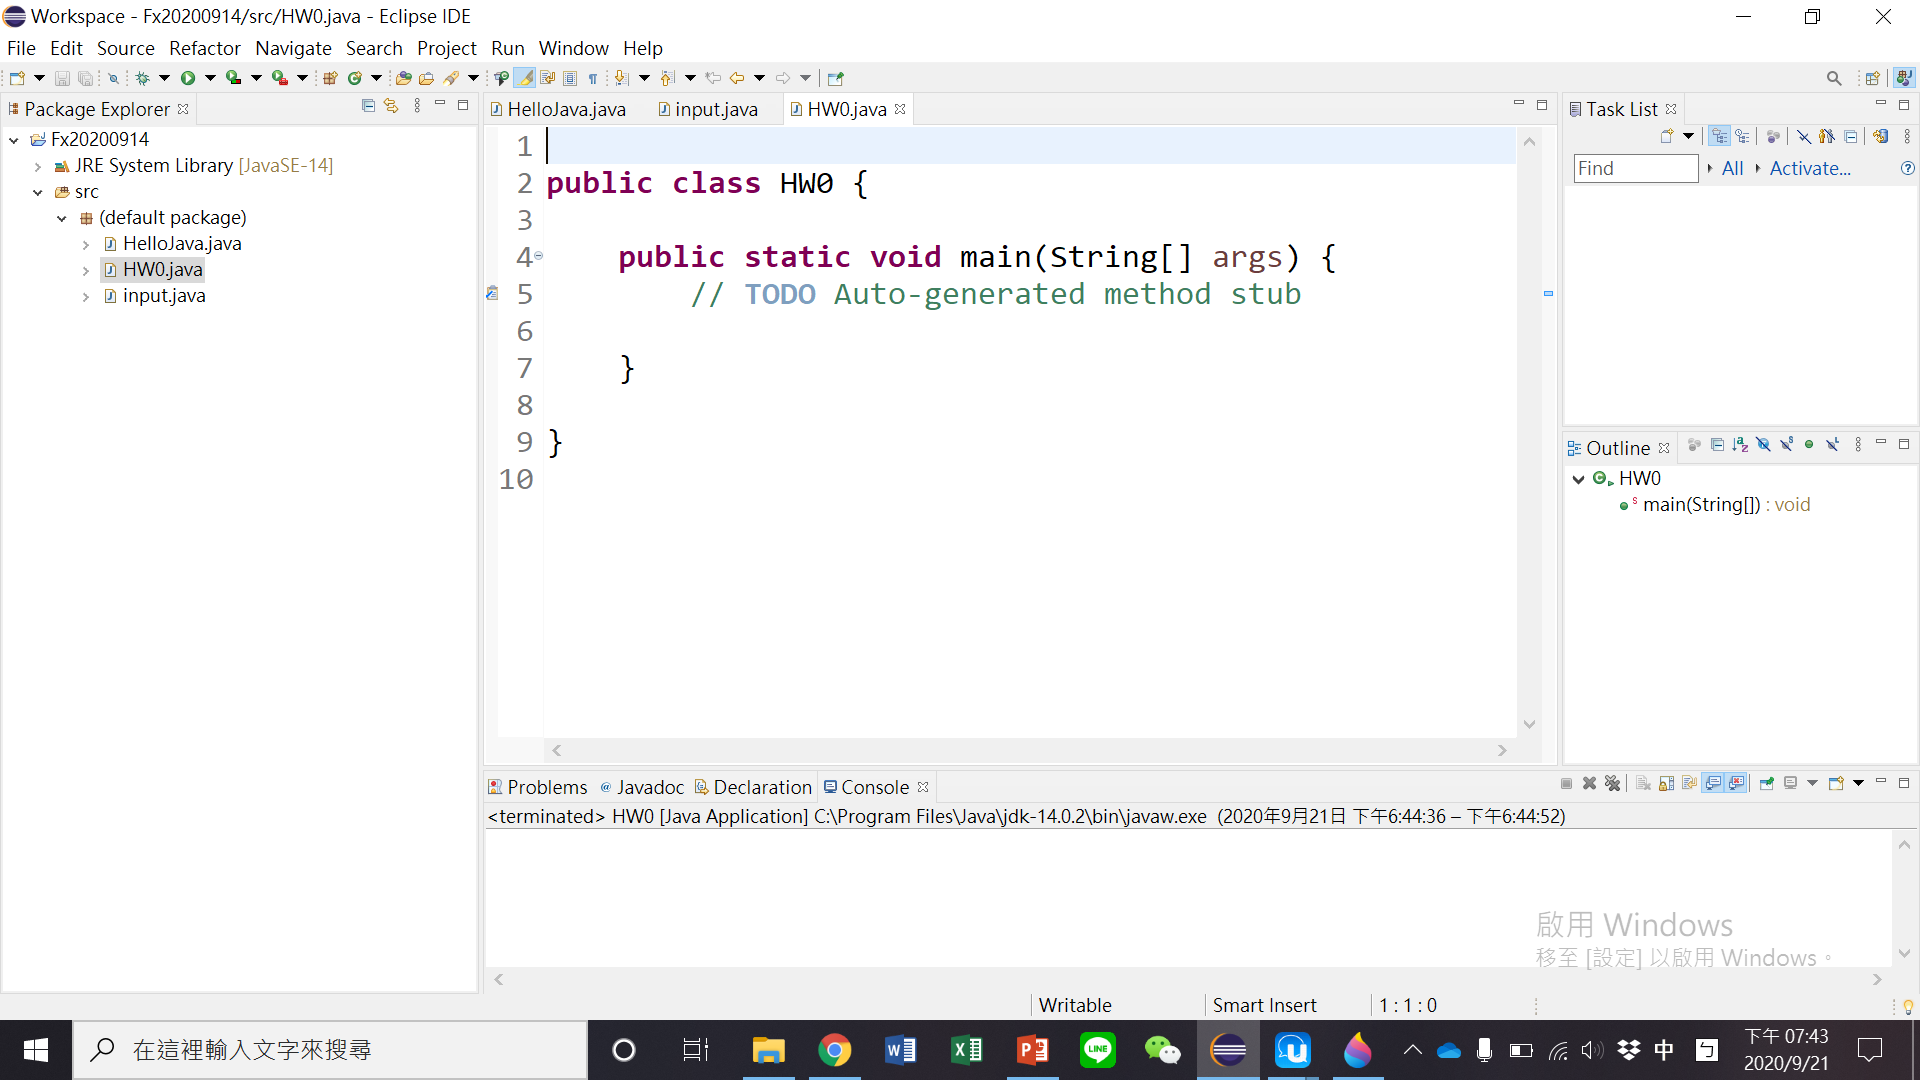 Workspace - Fx20200914/src/HW0.java - Eclipse IDE
File Edit Source Refactor Navigate Search Project Run Window Help
Package Explorer
Fx20200914
JRE System Library [JavaSE-14]
src
(default package)
HelloJava.java
HW0.java
input.java
HelloJava.java input.java HW0.java
1
2 public class HW0 {
3
4 public static void main(String[] args) {
5 // TODO Auto-generated method stub
6
7 }
8
9 }
10
Task List
Find All Activate...
Outline
HW0
main(String[]) : void
Problems @ Javadoc Declaration Console
<terminated> HW0 [Java Application] C:\Program Files\Java\jdk-14.0.2\bin\javaw.exe (2020年9月21日 下午6:44:36 – 下午6:44:52)
啟用 Windows
移至 [設定] 以啟用 Windows。
Writable Smart Insert 1 : 1 : 0
在這裡輸入文字來搜尋
LINE
中
ㄅ
下午 07:43
2020/9/21